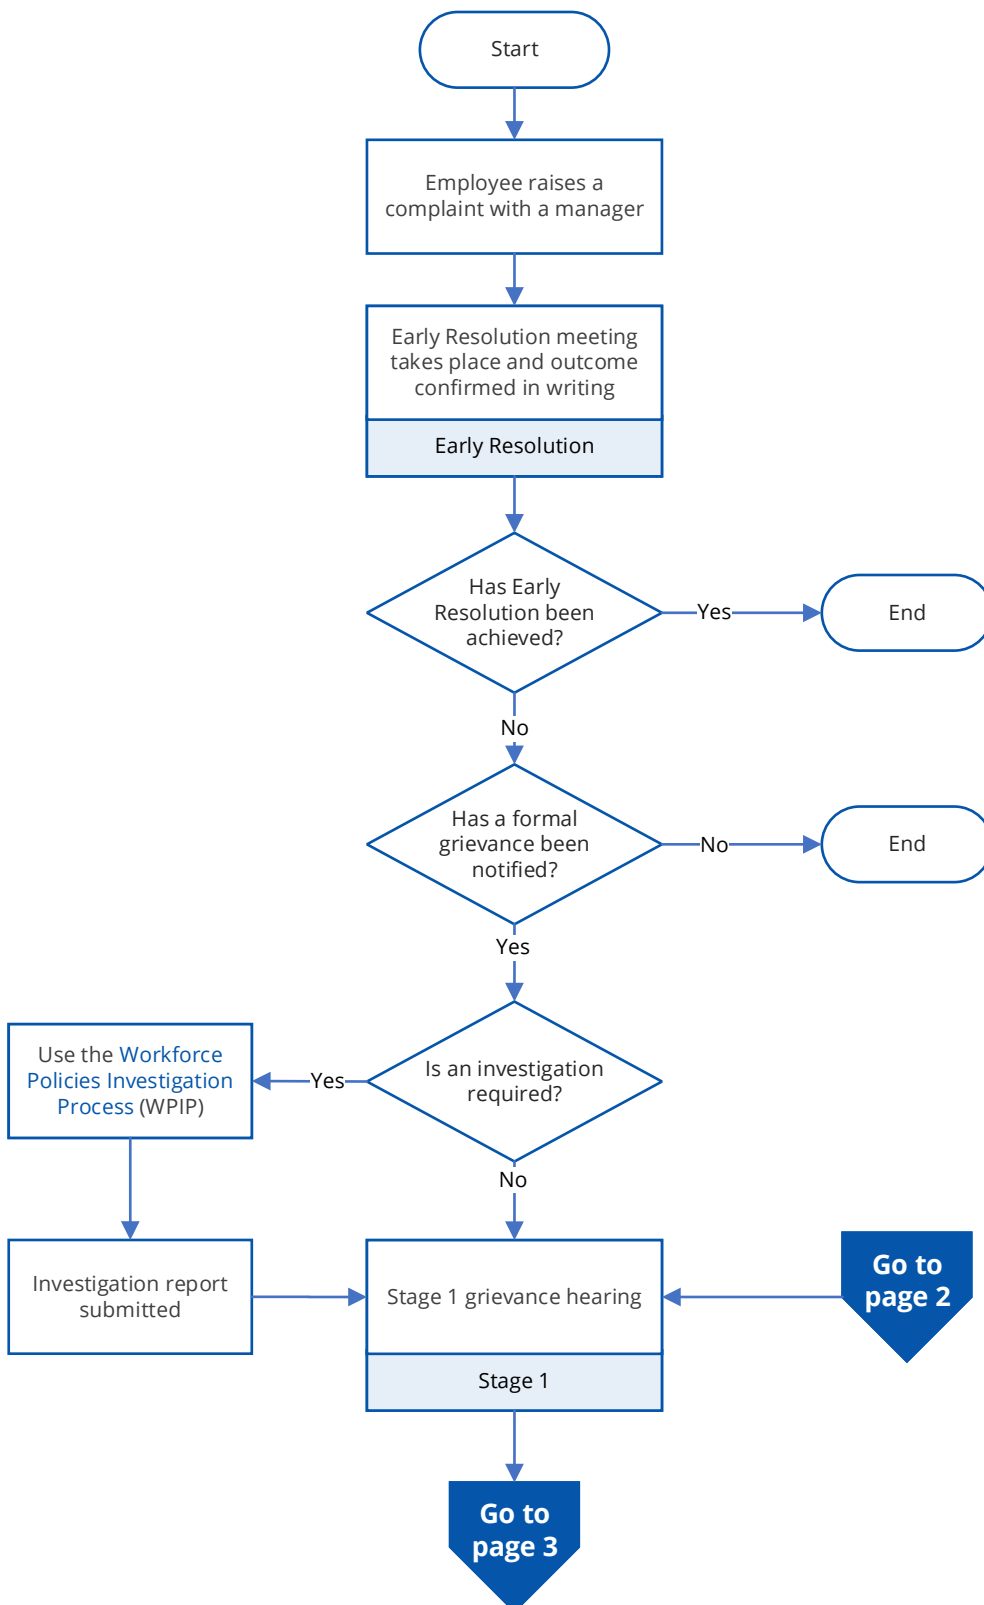 Start
Employee raises a
complaint with a manager
Early Resolution meeting
takes place and outcome
confirmed in writing
Early Resolution
Has Early
Resolution been
achieved?
Yes
End
No
Has a formal
grievance been
notified?
No
End
Yes
Is an investigation
required?
Yes
Use the Workforce
Policies Investigation
Process (WPIP)
No
Investigation report
submitted
Stage 1 grievance hearing
Stage 1
Go to
page 2
Go to
page 3